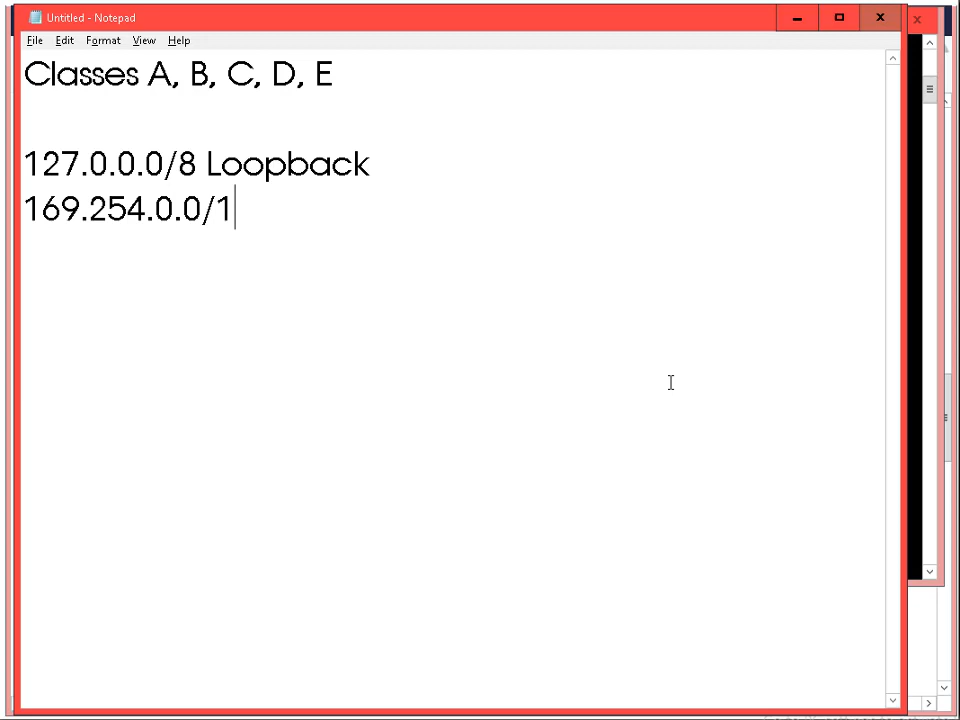 Untitled - Notepad
File Edit Format View Help
Classes A, B, C, D, E
127.0.0.0/8 Loopback
169.254.0.0/1